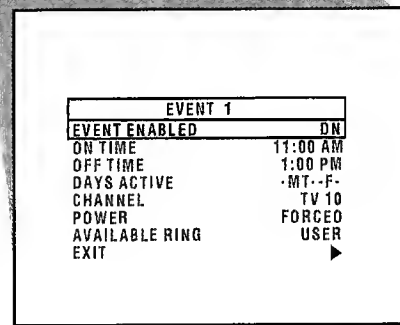 EVENT 1
EVENT ENABLED ON
ON TIME 11:00 AM
OFF TIME 1:00 PM
DAYS ACTIVE -MT--F-
CHANNEL TV 10
POWER FORCED
AVAILABLE RING USER
EXIT ▶